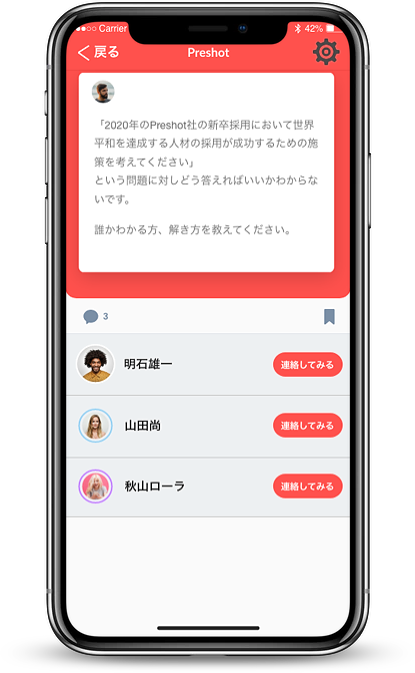 Carrier 42%
戻る Preshot
「2020年のPreshot社の新卒採用において世界
平和を達成する人材の採用が成功するための施
策を考えてください」
という問題に対しどう答えればいいかわからな
いです。
誰かわかる方、解き方を教えてください。
3
明石雄一 連絡してみる
山田尚 連絡してみる
秋山ローラ 連絡してみる